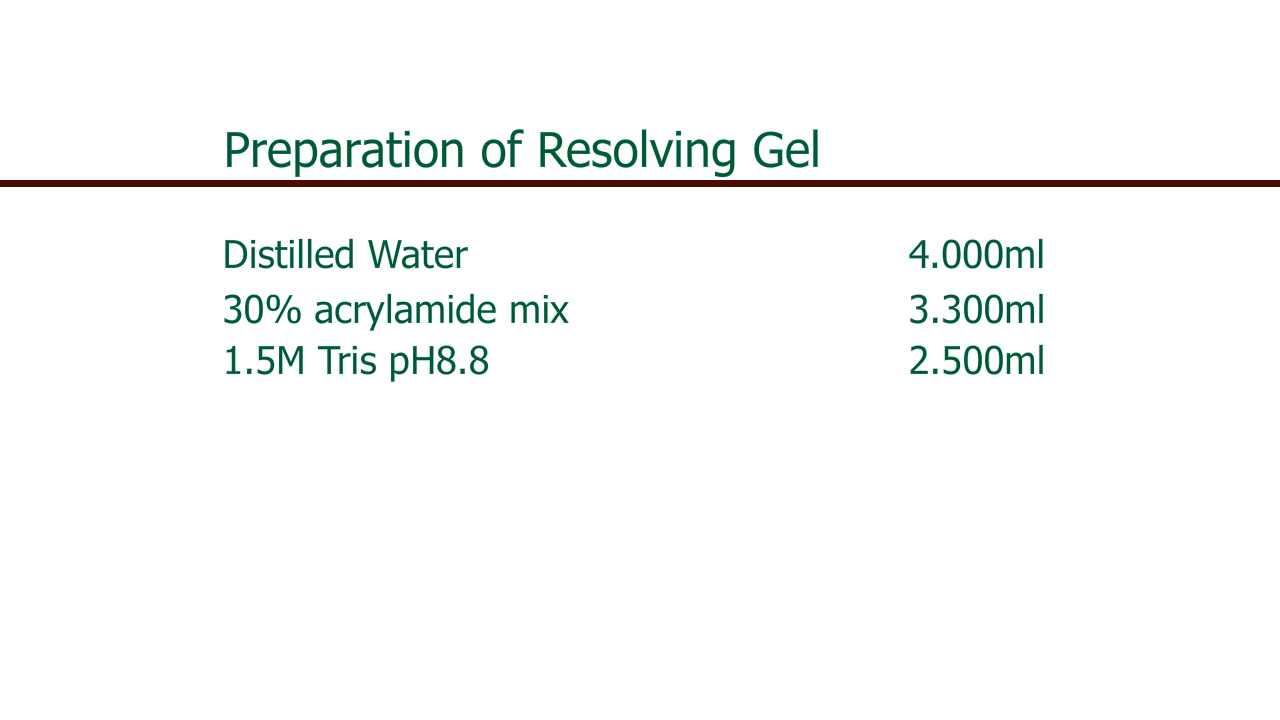 Preparation of Resolving Gel
Distilled Water 4.000ml
30% acrylamide mix 3.300ml
1.5M Tris pH8.8 2.500ml